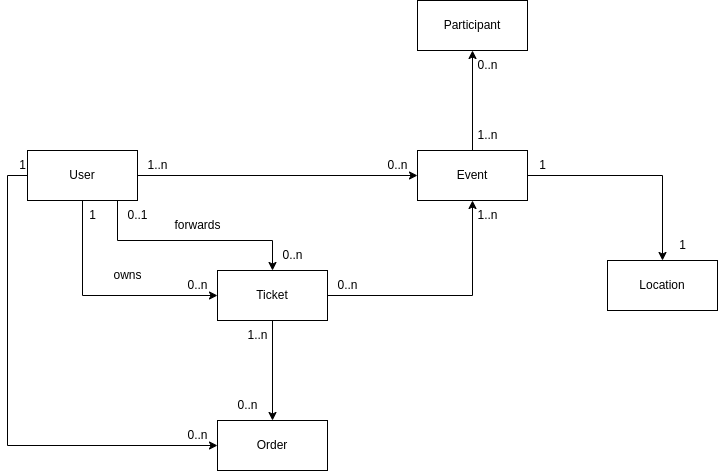 Participant
0..n
1..n
1
User
1..n
0..n
Event
1
1
0..1
forwards
1..n
1
0..n
owns
0..n
Ticket
0..n
Location
1..n
0..n
0..n
Order